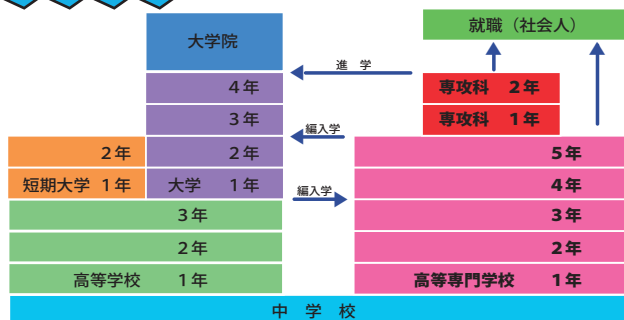 就職（社会人）
大学院
進 学
4年
専攻科 2年
3年
専攻科 1年
編入学
2年
2年
5年
短期大学 1年
大学 1年
4年
編入学
3年
3年
2年
2年
高等学校 1年
高等専門学校 1年
中 学 校